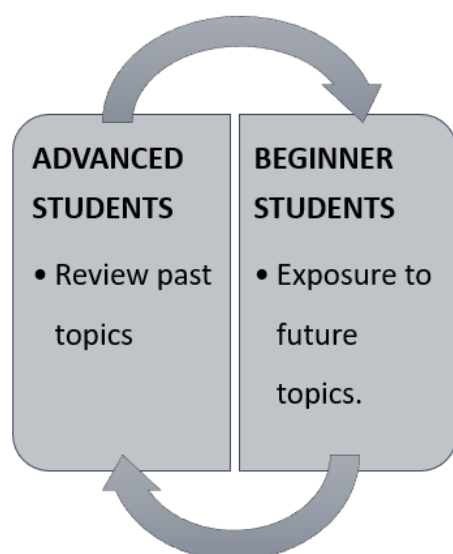 ADVANCED
STUDENTS
• Review past
topics
BEGINNER
STUDENTS
• Exposure to
future
topics.